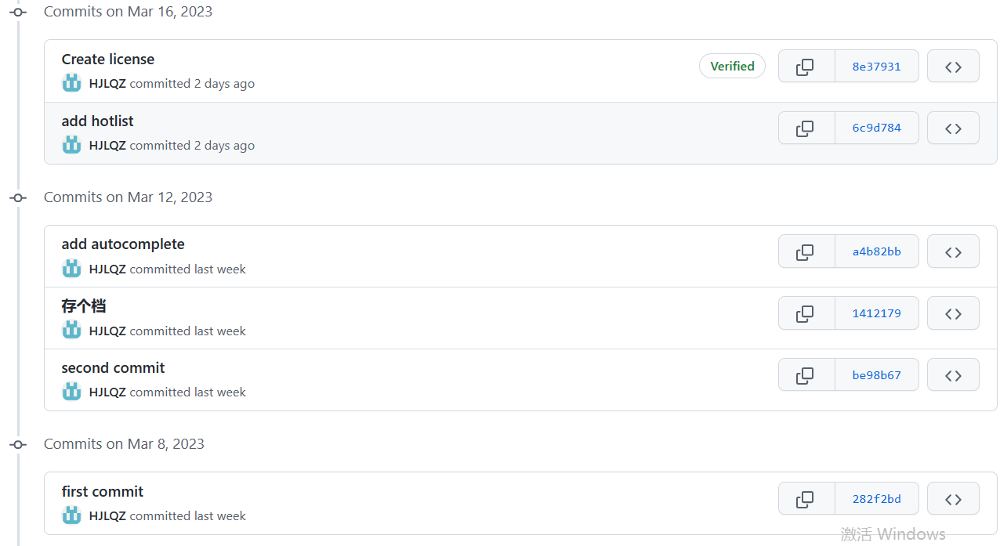 Commits on Mar 16, 2023
Create license
Verified
8e37931
HJLQZ committed 2 days ago
add hotlist
6c9d784
HJLQZ committed 2 days ago
Commits on Mar 12, 2023
add autocomplete
a4b82bb
HJLQZ committed last week
存个档
1412179
HJLQZ committed last week
second commit
be98b67
HJLQZ committed last week
Commits on Mar 8, 2023
first commit
282f2bd
HJLQZ committed last week
激活 Windows